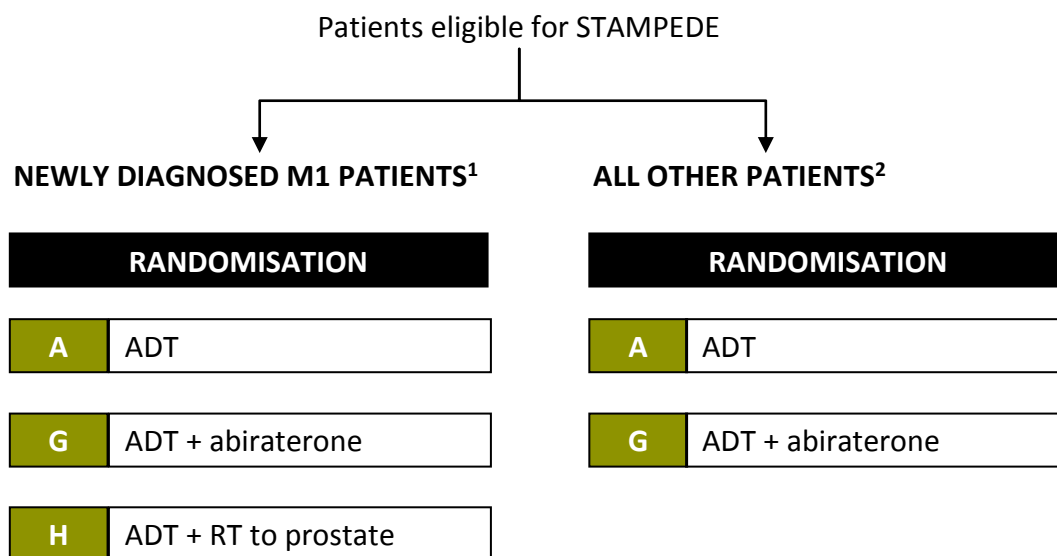 Patients eligible for STAMPEDE
NEWLY DIAGNOSED M1 PATIENTS¹
RANDOMISATION
A ADT
G ADT + abiraterone
H ADT + RT to prostate
ALL OTHER PATIENTS²
RANDOMISATION
A ADT
G ADT + abiraterone